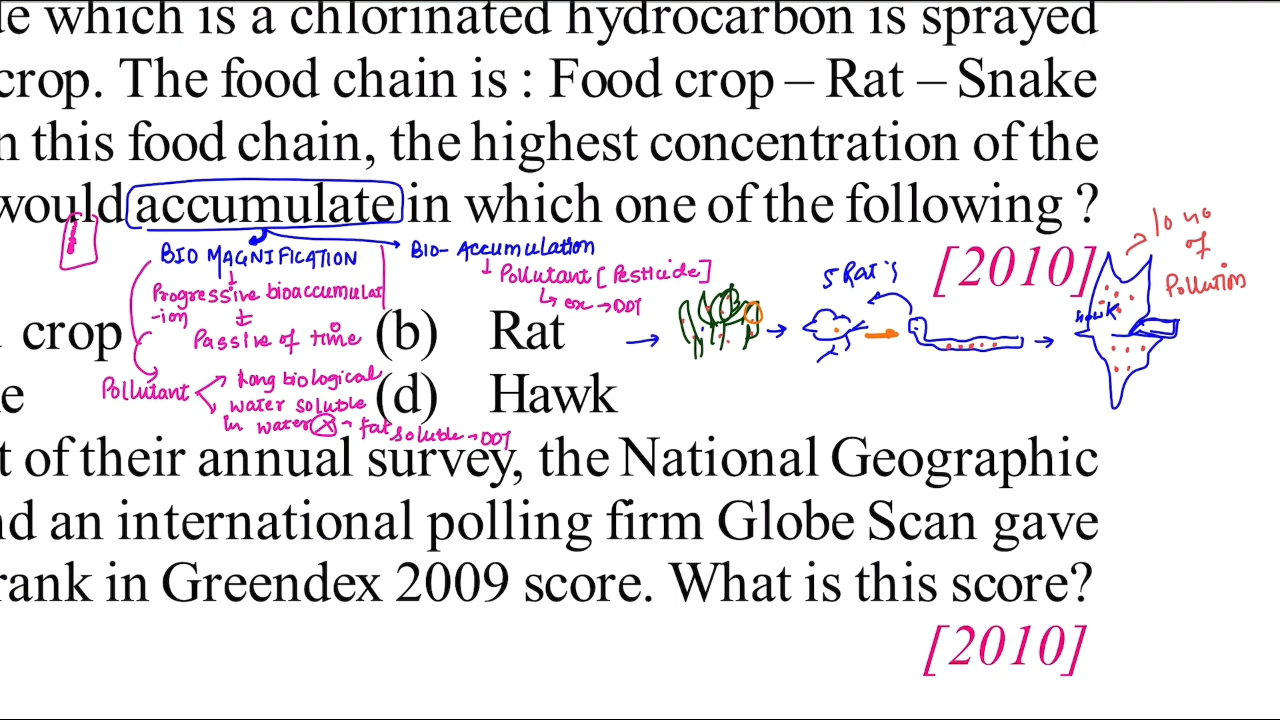 de which is a chlorinated hydrocarbon is sprayed
crop. The food chain is : Food crop – Rat – Snake
n this food chain, the highest concentration of the
would accumulate in which one of the following ?
[2010]
BIO MAGNIFICATION
BIO- Accumulation
Progressive bioaccumulat
-ion
Passive of time
Pollutant [Pesticide]
ex → DDT
5 Rat's
10 no
of
Pollution
hawk
crop (b) Rat
Pollutant
long biological
water soluble
In water X - fat soluble - DDT
e (d) Hawk
t of their annual survey, the National Geographic
nd an international polling firm Globe Scan gave
rank in Greendex 2009 score. What is this score?
[2010]